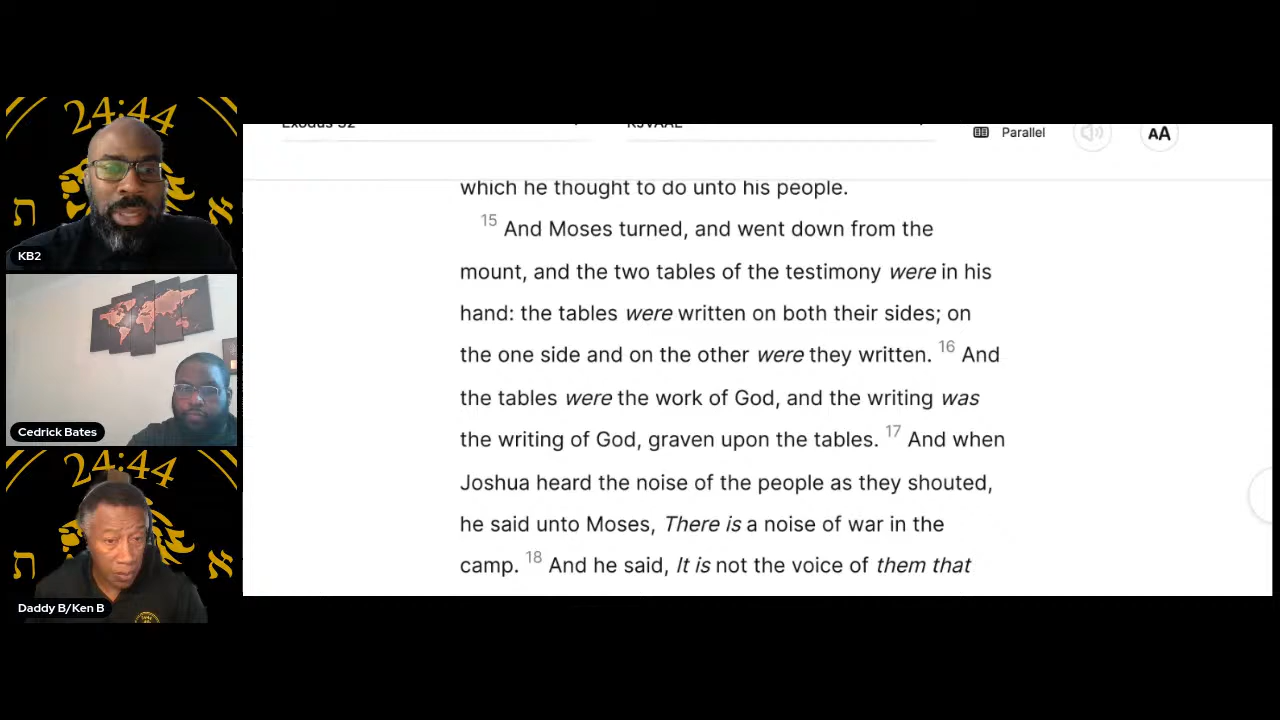 24:44
ת
א
KB2
Cedrick Bates
24:44
ת
א
Daddy B/Ken B
Exodus 32
KJVAAE
Parallel
AA
which he thought to do unto his people.
15 And Moses turned, and went down from the
mount, and the two tables of the testimony were in his
hand: the tables were written on both their sides; on
the one side and on the other were they written. 16 And
the tables were the work of God, and the writing was
the writing of God, graven upon the tables. 17 And when
Joshua heard the noise of the people as they shouted,
he said unto Moses, There is a noise of war in the
camp. 18 And he said, It is not the voice of them that